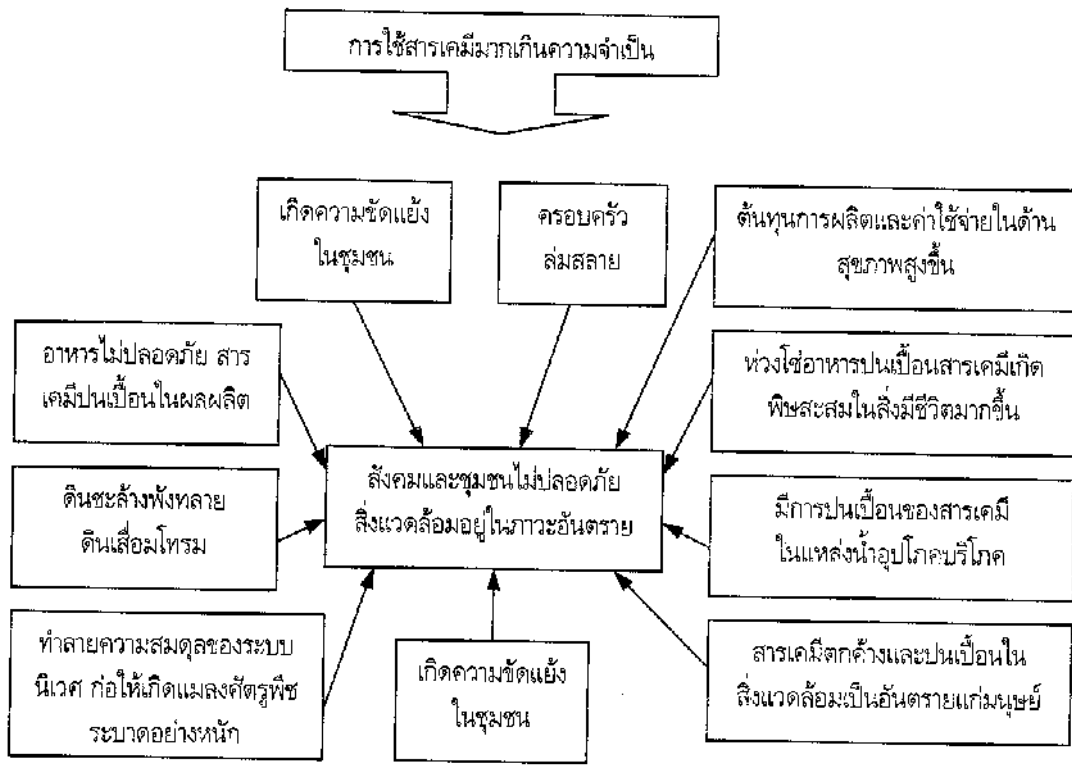 การใช้สารเคมีมากเกินความจำเป็น
เกิดความขัดแย้ง
ในชุมชน
ครอบครัว
ล่มสลาย
ต้นทุนการผลิตและค่าใช้จ่ายในด้าน
สุขภาพสูงขึ้น
อาหารไม่ปลอดภัย สาร
เคมีปนเปื้อนในผลผลิต
ห่วงโซ่อาหารปนเปื้อนสารเคมีเกิด
พิษสะสมในสิ่งมีชีวิตมากขึ้น
สังคมและชุมชนไม่ปลอดภัย
สิ่งแวดล้อมอยู่ในภาวะอันตราย
ดินชะล้างพังทลาย
ดินเสื่อมโทรม
มีการปนเปื้อนของสารเคมี
ในแหล่งน้ำอุปโภคบริโภค
ทำลายความสมดุลของระบบ
นิเวศ ก่อให้เกิดแมลงศัตรูพืช
ระบาดอย่างหนัก
เกิดความขัดแย้ง
ในชุมชน
สารเคมีตกค้างและปนเปื้อนใน
สิ่งแวดล้อมเป็นอันตรายแก่มนุษย์